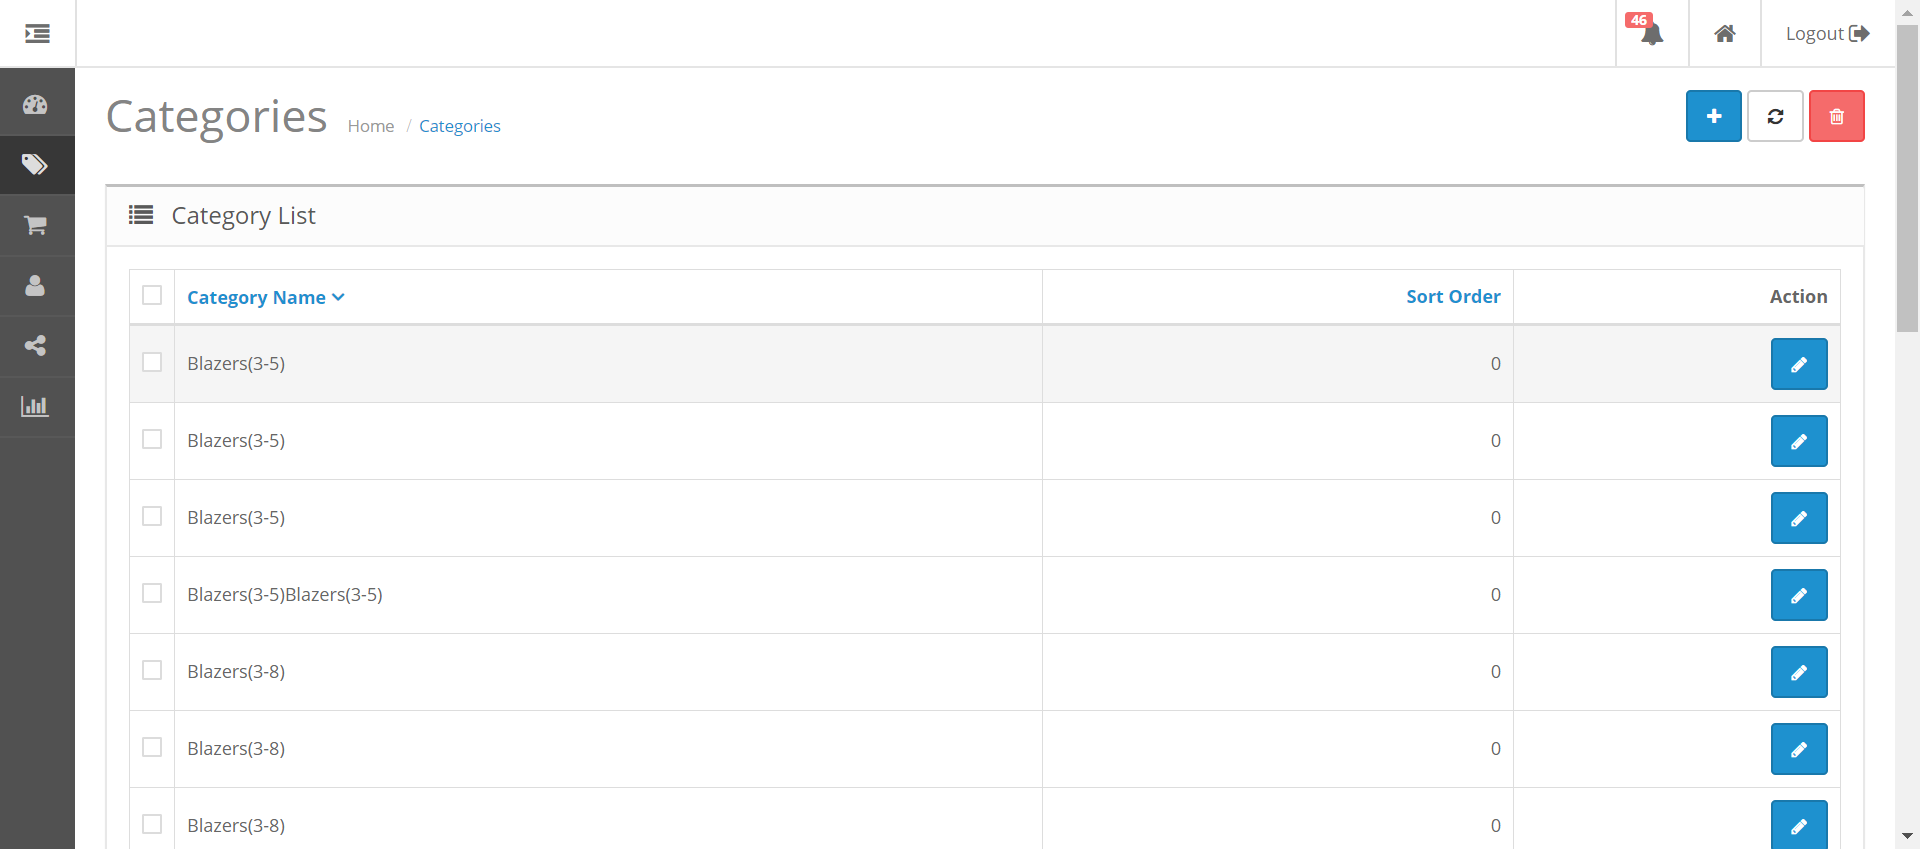 46
Logout
Categories
Home / Categories
Category List
Category Name Sort Order Action
Blazers(3-5) 0
Blazers(3-5) 0
Blazers(3-5) 0
Blazers(3-5)Blazers(3-5) 0
Blazers(3-8) 0
Blazers(3-8) 0
Blazers(3-8) 0